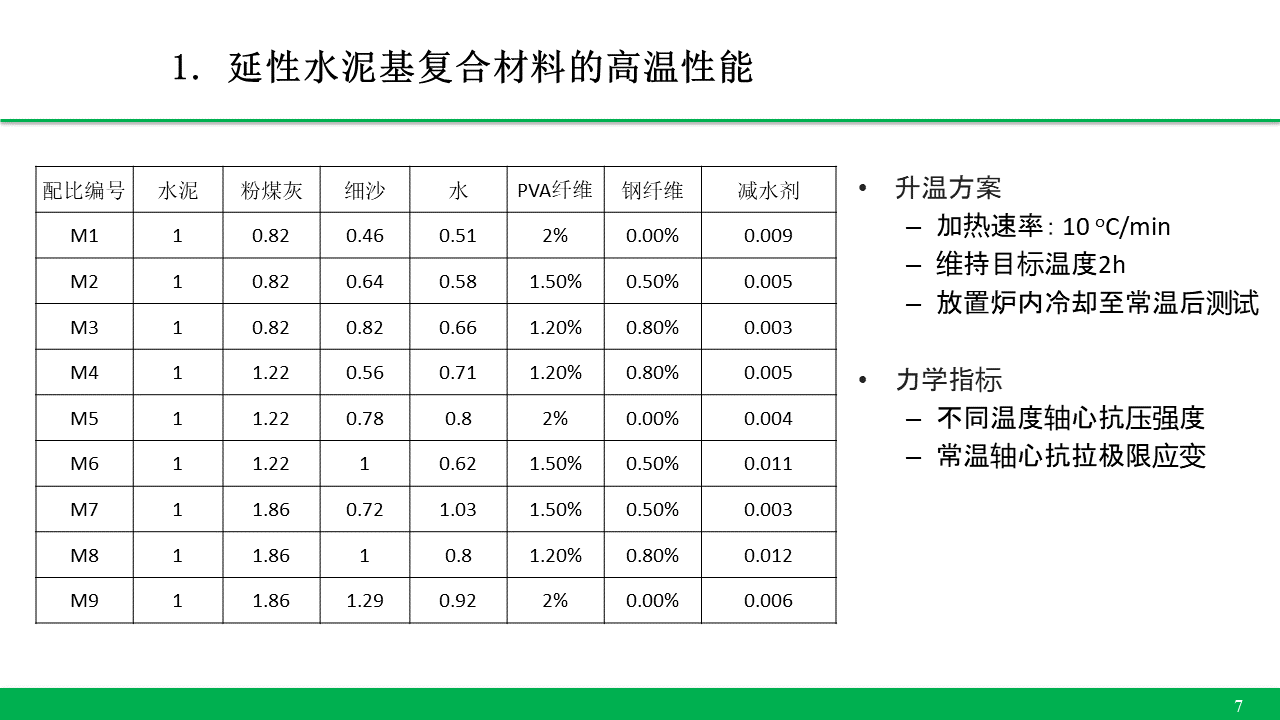 1. 延性水泥基复合材料的高温性能
配比编号 水泥 粉煤灰 细沙 水 PVA纤维 钢纤维 减水剂
M1 1 0.82 0.46 0.51 2% 0.00% 0.009
M2 1 0.82 0.64 0.58 1.50% 0.50% 0.005
M3 1 0.82 0.82 0.66 1.20% 0.80% 0.003
M4 1 1.22 0.56 0.71 1.20% 0.80% 0.005
M5 1 1.22 0.78 0.8 2% 0.00% 0.004
M6 1 1.22 1 0.62 1.50% 0.50% 0.011
M7 1 1.86 0.72 1.03 1.50% 0.50% 0.003
M8 1 1.86 1 0.8 1.20% 0.80% 0.012
M9 1 1.86 1.29 0.92 2% 0.00% 0.006
• 升温方案
– 加热速率：10 ºC/min
– 维持目标温度2h
– 放置炉内冷却至常温后测试
• 力学指标
– 不同温度轴心抗压强度
– 常温轴心抗拉极限应变
7